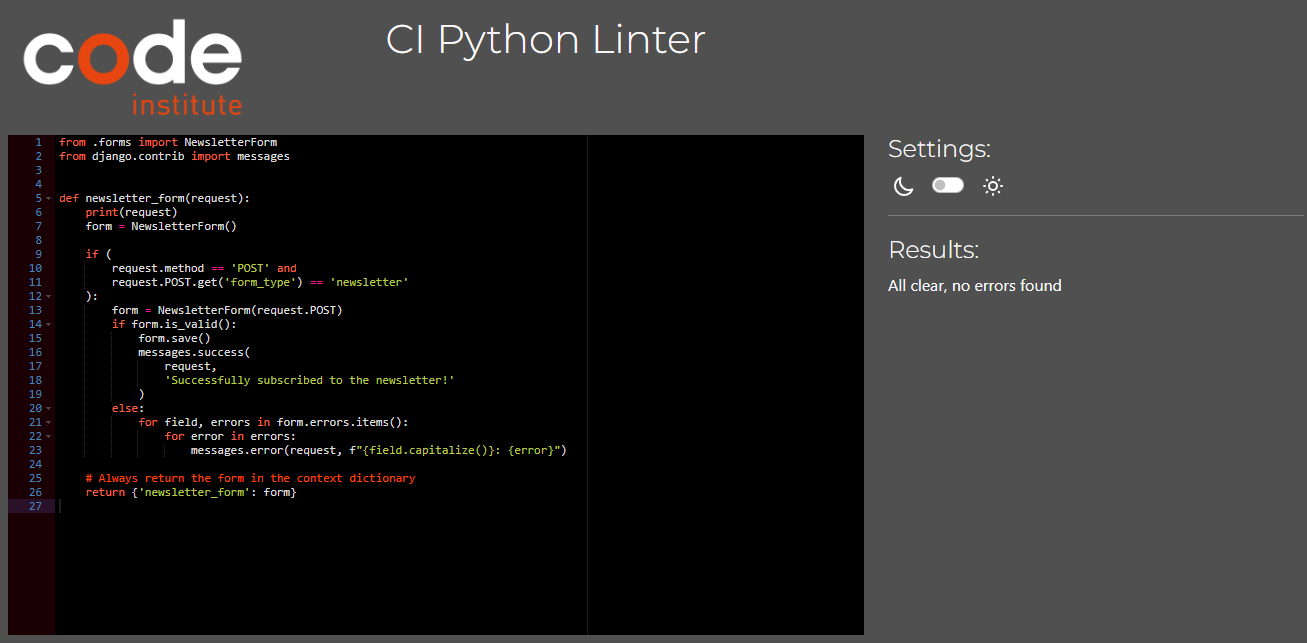 code
institute
CI Python Linter
1 from .forms import NewsletterForm
2 from django.contrib import messages
3
4
5 def newsletter_form(request):
6     print(request)
7     form = NewsletterForm()
8
9     if (
10         request.method == 'POST' and
11         request.POST.get('form_type') == 'newsletter'
12     ):
13         form = NewsletterForm(request.POST)
14         if form.is_valid():
15             form.save()
16             messages.success(
17                 request,
18                 'Successfully subscribed to the newsletter!'
19             )
20         else:
21             for field, errors in form.errors.items():
22                 for error in errors:
23                     messages.error(request, f"{field.capitalize()}: {error}")
24
25     # Always return the form in the context dictionary
26     return {'newsletter_form': form}
27
Settings:
Results:
All clear, no errors found